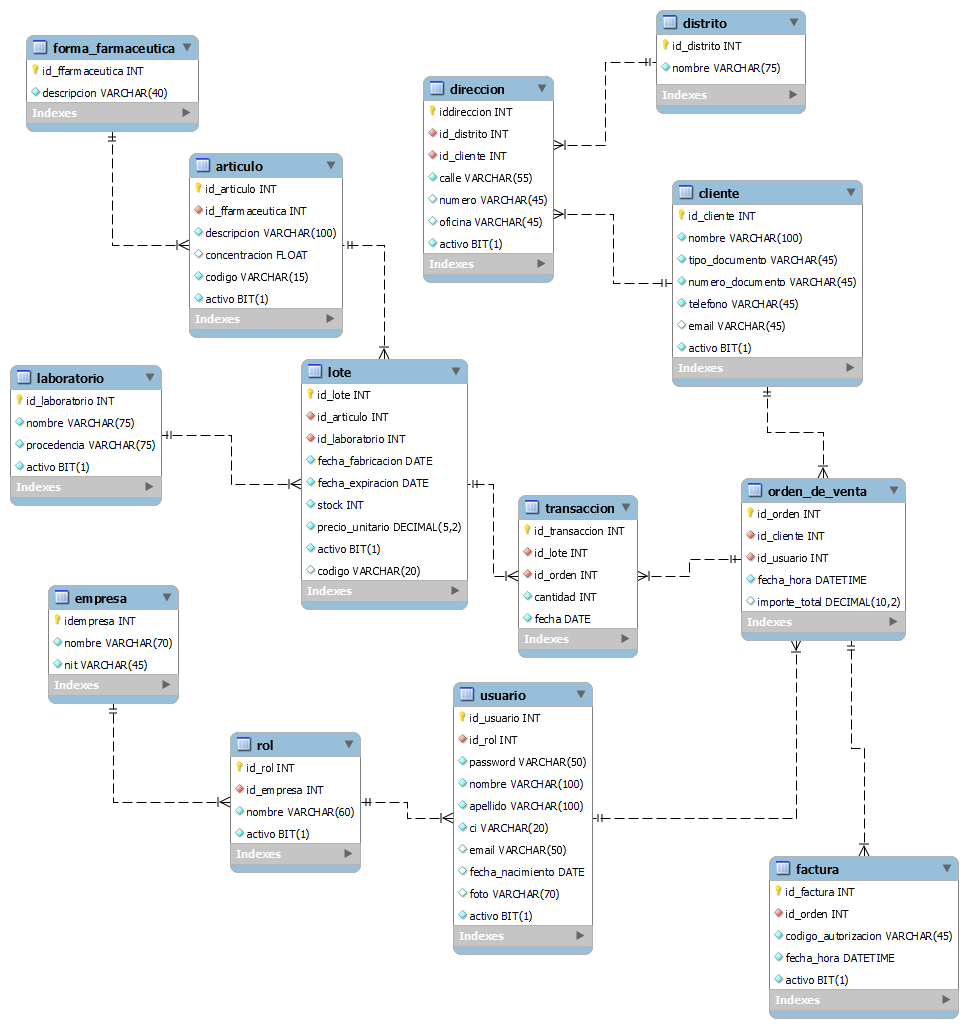 forma_farmaceutica
id_ffarmaceutica INT
descripcion VARCHAR(40)
Indexes
distrito
id_distrito INT
nombre VARCHAR(75)
Indexes
direccion
iddireccion INT
id_distrito INT
id_cliente INT
calle VARCHAR(55)
numero VARCHAR(45)
oficina VARCHAR(45)
activo BIT(1)
Indexes
articulo
id_articulo INT
id_ffarmaceutica INT
descripcion VARCHAR(100)
concentracion FLOAT
codigo VARCHAR(15)
activo BIT(1)
Indexes
cliente
id_cliente INT
nombre VARCHAR(100)
tipo_documento VARCHAR(45)
numero_documento VARCHAR(45)
telefono VARCHAR(45)
email VARCHAR(45)
activo BIT(1)
Indexes
laboratorio
id_laboratorio INT
nombre VARCHAR(75)
procedencia VARCHAR(75)
activo BIT(1)
Indexes
lote
id_lote INT
id_articulo INT
id_laboratorio INT
fecha_fabricacion DATE
fecha_expiracion DATE
stock INT
precio_unitario DECIMAL(5,2)
activo BIT(1)
codigo VARCHAR(20)
Indexes
transaccion
id_transaccion INT
id_lote INT
id_orden INT
cantidad INT
fecha DATE
Indexes
orden_de_venta
id_orden INT
id_cliente INT
id_usuario INT
fecha_hora DATETIME
importe_total DECIMAL(10,2)
Indexes
empresa
idempresa INT
nombre VARCHAR(70)
nit VARCHAR(45)
Indexes
rol
id_rol INT
id_empresa INT
nombre VARCHAR(60)
activo BIT(1)
Indexes
usuario
id_usuario INT
id_rol INT
password VARCHAR(50)
nombre VARCHAR(100)
apellido VARCHAR(100)
ci VARCHAR(20)
email VARCHAR(50)
fecha_nacimiento DATE
foto VARCHAR(70)
activo BIT(1)
Indexes
factura
id_factura INT
id_orden INT
codigo_autorizacion VARCHAR(45)
fecha_hora DATETIME
activo BIT(1)
Indexes